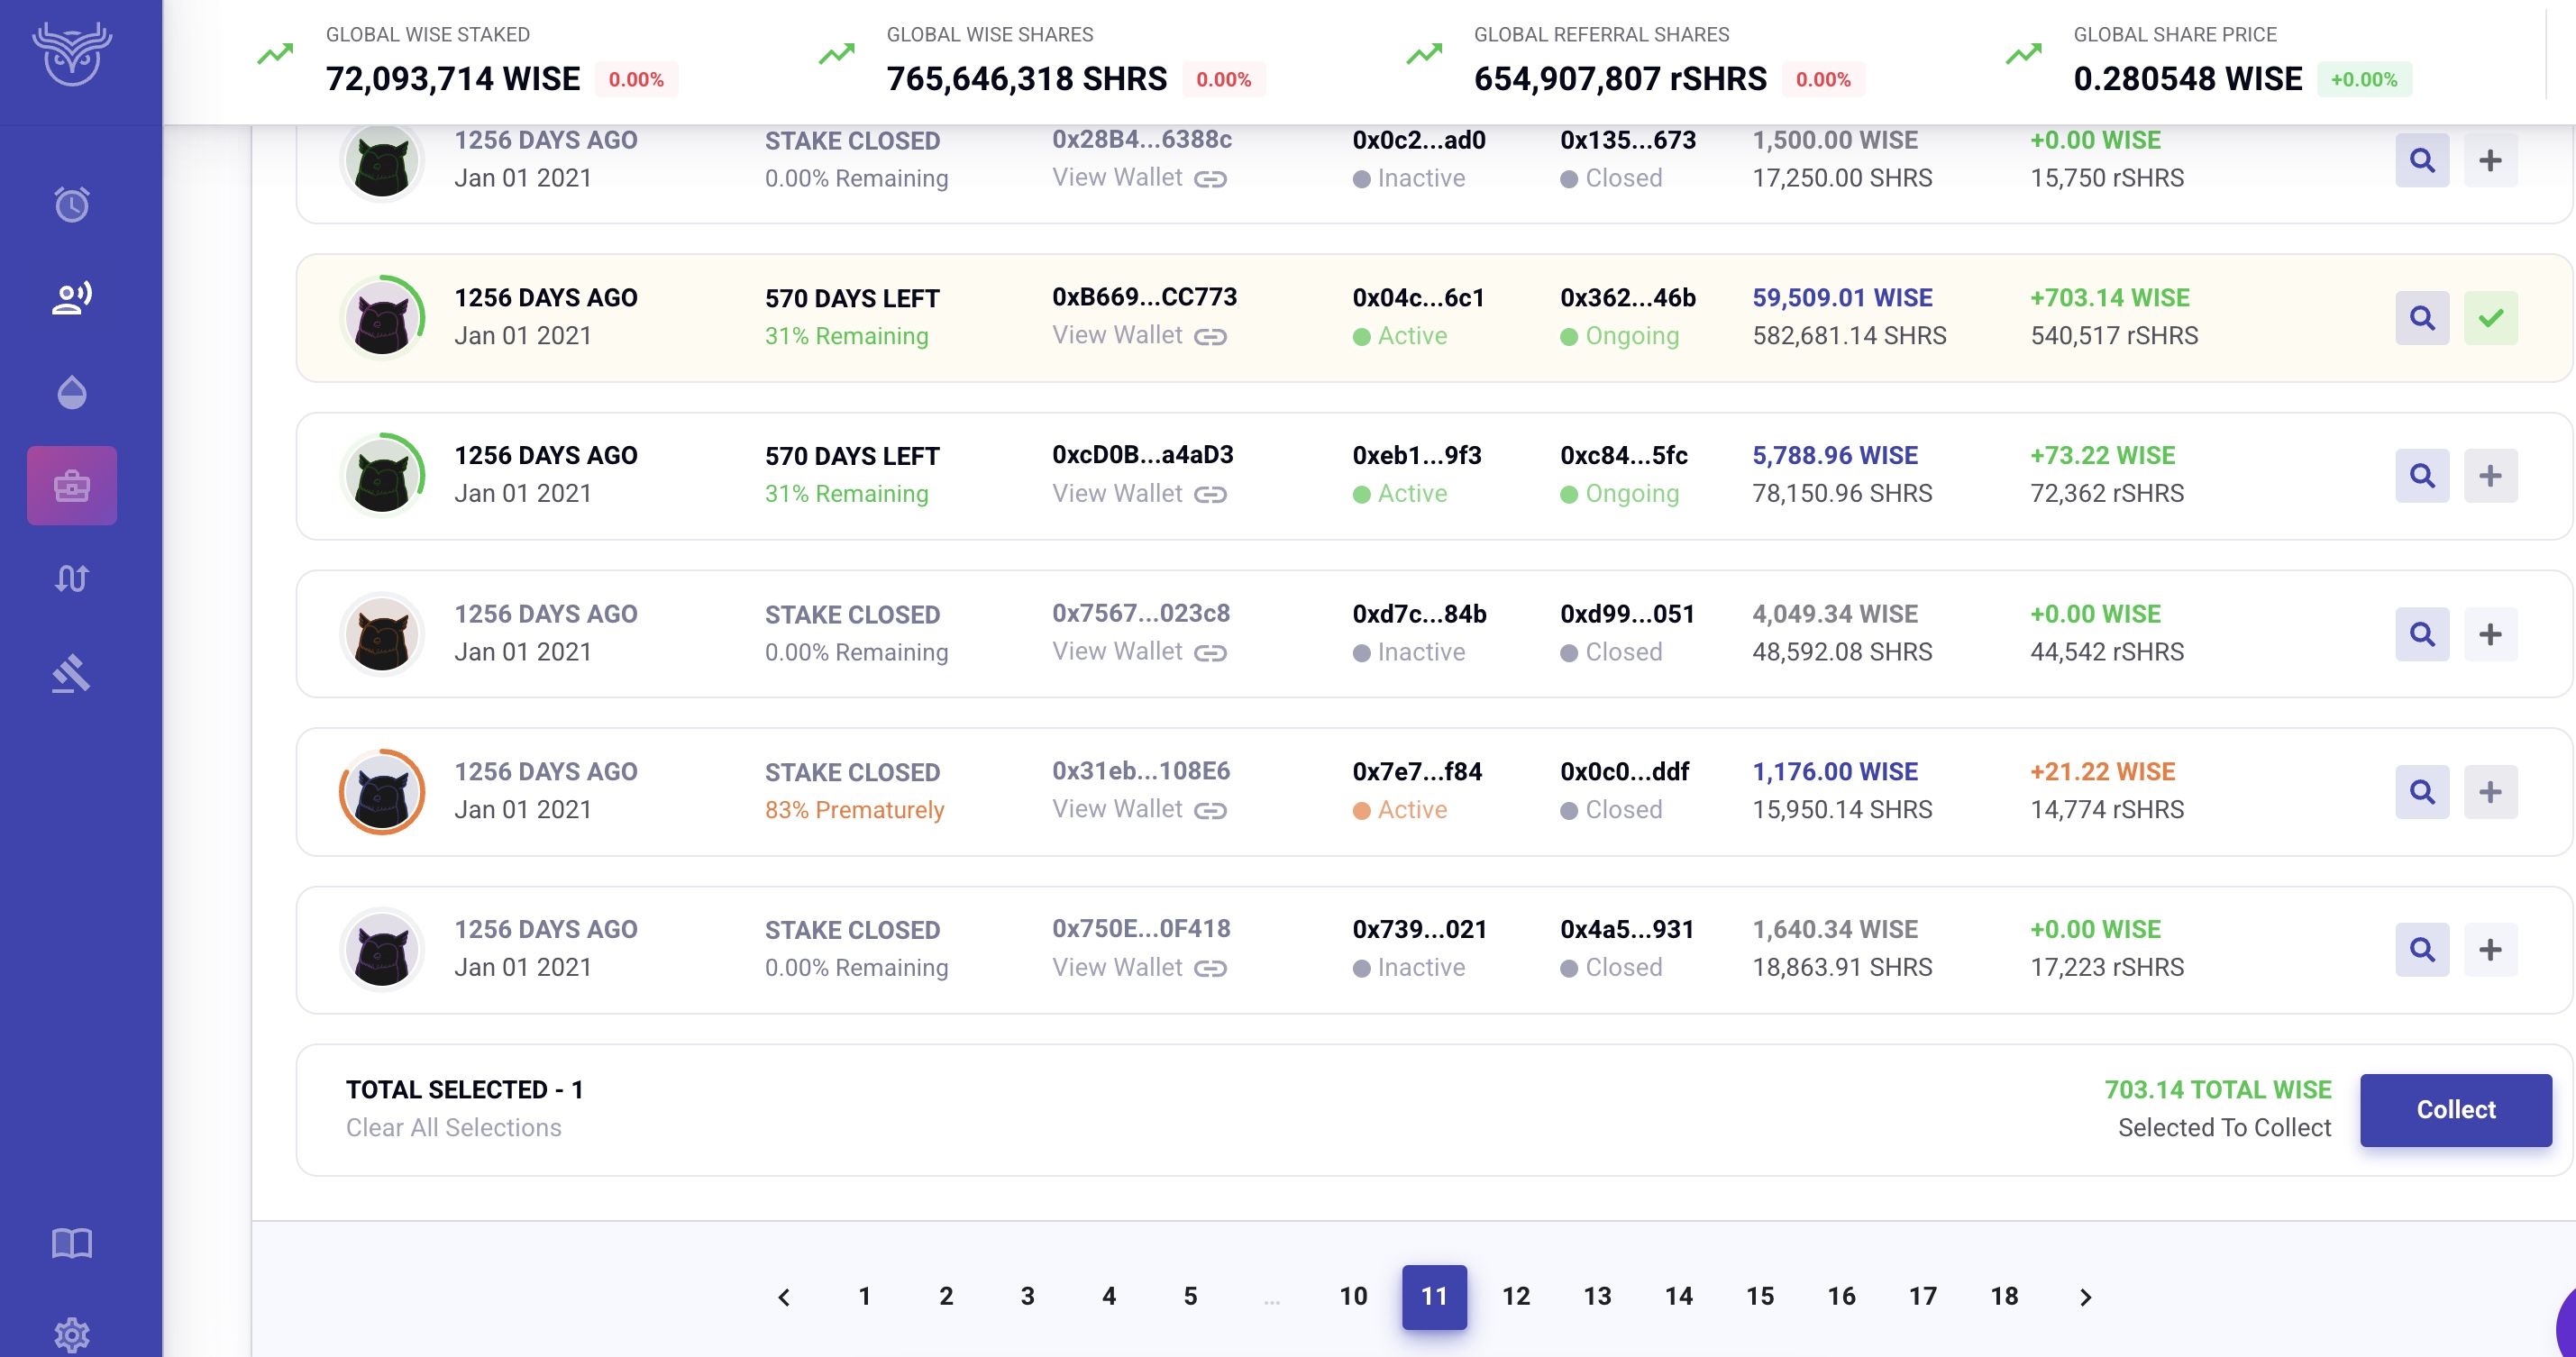 GLOBAL WISE STAKED
72,093,714 WISE 0.00%
GLOBAL WISE SHARES
765,646,318 SHRS 0.00%
GLOBAL REFERRAL SHARES
654,907,807 rSHRS 0.00%
GLOBAL SHARE PRICE
0.280548 WISE +0.00%
1256 DAYS AGO STAKE CLOSED 0x28B4...6388c 0x0c2...ad0 0x135...673 1,500.00 WISE +0.00 WISE
Jan 01 2021 0.00% Remaining View Wallet Inactive Closed 17,250.00 SHRS 15,750 rSHRS
1256 DAYS AGO 570 DAYS LEFT 0xB669...CC773 0x04c...6c1 0x362...46b 59,509.01 WISE +703.14 WISE
Jan 01 2021 31% Remaining View Wallet Active Ongoing 582,681.14 SHRS 540,517 rSHRS
1256 DAYS AGO 570 DAYS LEFT 0xcD0B...a4aD3 0xeb1...9f3 0xc84...5fc 5,788.96 WISE +73.22 WISE
Jan 01 2021 31% Remaining View Wallet Active Ongoing 78,150.96 SHRS 72,362 rSHRS
1256 DAYS AGO STAKE CLOSED 0x7567...023c8 0xd7c...84b 0xd99...051 4,049.34 WISE +0.00 WISE
Jan 01 2021 0.00% Remaining View Wallet Inactive Closed 48,592.08 SHRS 44,542 rSHRS
1256 DAYS AGO STAKE CLOSED 0x31eb...108E6 0x7e7...f84 0x0c0...ddf 1,176.00 WISE +21.22 WISE
Jan 01 2021 83% Prematurely View Wallet Active Closed 15,950.14 SHRS 14,774 rSHRS
1256 DAYS AGO STAKE CLOSED 0x750E...0F418 0x739...021 0x4a5...931 1,640.34 WISE +0.00 WISE
Jan 01 2021 0.00% Remaining View Wallet Inactive Closed 18,863.91 SHRS 17,223 rSHRS
TOTAL SELECTED - 1
Clear All Selections
703.14 TOTAL WISE
Selected To Collect
Collect
1 2 3 4 5 ... 10 11 12 13 14 15 16 17 18